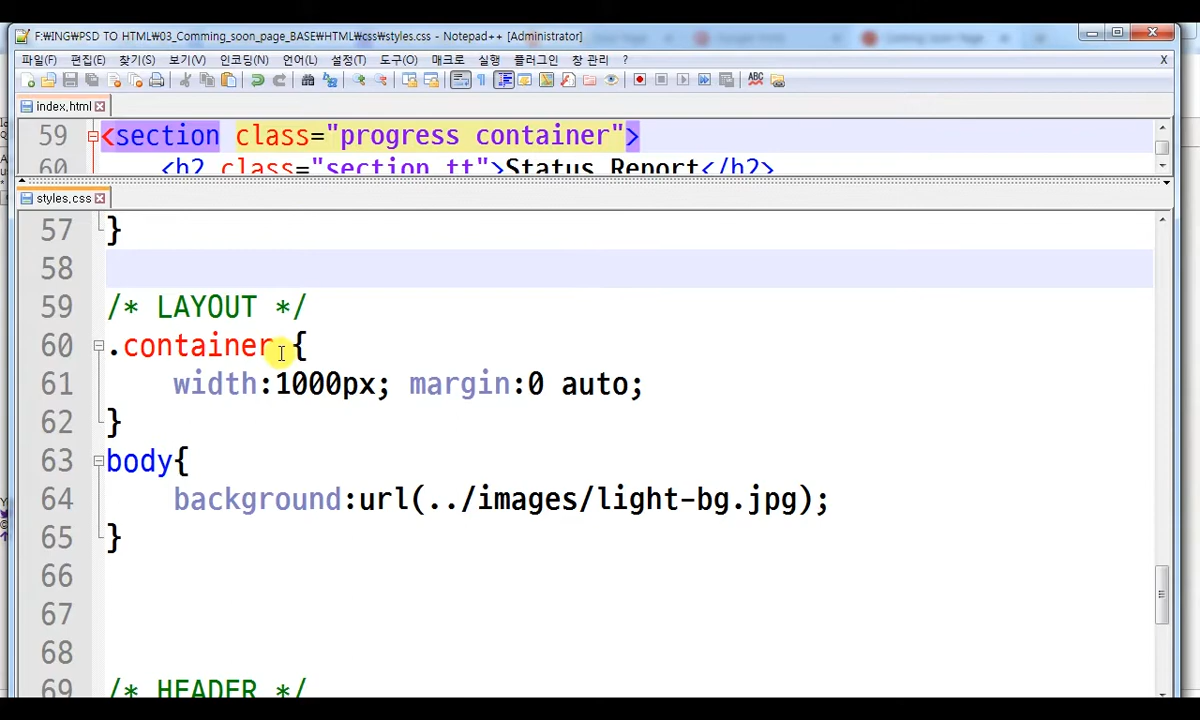 F:\ING\PSD TO HTML\03_Comming_soon_page_BASE\HTML\css\styles.css - Notepad++ [Administrator]
파일(F) 편집(E) 찾기(S) 보기(V) 인코딩(N) 언어(L) 설정(T) 도구(O) 매크로 실행 플러그인 창 관리 ? X
index.html
59 <section class="progress container">
60 <h2 class="section_tt">Status Report</h2>
styles.css
57 }
58
59 /* LAYOUT */
60 .container {
61 width:1000px; margin:0 auto;
62 }
63 body{
64 background:url(../images/light-bg.jpg);
65 }
66
67
68
69 /* HEADER */